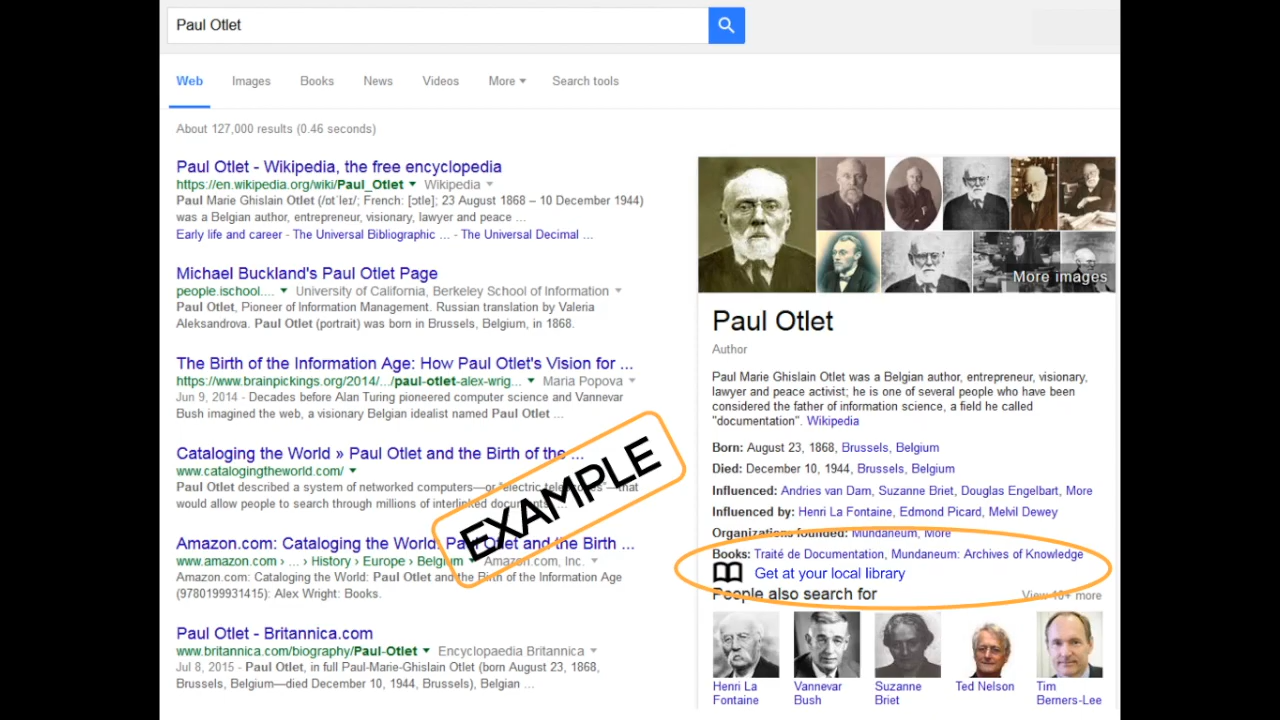 Paul Otlet
Web Images Books News Videos More Search tools
About 127,000 results (0.46 seconds)
Paul Otlet - Wikipedia, the free encyclopedia
https://en.wikipedia.org/wiki/Paul_Otlet Wikipedia
Paul Marie Ghislain Otlet (/ɒtˈleɪ/; French: [ɔtle]; 23 August 1868 – 10 December 1944)
was a Belgian author, entrepreneur, visionary, lawyer and peace ...
Early life and career - The Universal Bibliographic ... - The Universal Decimal ...
Michael Buckland's Paul Otlet Page
people.ischool.... University of California, Berkeley School of Information
Paul Otlet, Pioneer of Information Management. Russian translation by Valeria
Aleksandrova. Paul Otlet (portrait) was born in Brussels, Belgium, in 1868.
The Birth of the Information Age: How Paul Otlet's Vision for ...
https://www.brainpickings.org/2014/.../paul-otlet-alex-wrig... Maria Popova
Jun 9, 2014 - Decades before Alan Turing pioneered computer science and Vannevar
Bush imagined the web, a visionary Belgian idealist named Paul Otlet ...
Cataloging the World » Paul Otlet and the Birth of the ...
www.catalogingtheworld.com/
Paul Otlet described a system of networked computers—or "electric telescopes"—that
would allow people to search through millions of interlinked documents, ...
Amazon.com: Cataloging the World: Paul Otlet and the Birth ...
www.amazon.com › ... › History › Europe › Belgium Amazon.com, Inc.
Amazon.com: Cataloging the World: Paul Otlet and the Birth of the Information Age
(9780199931415): Alex Wright: Books.
Paul Otlet - Britannica.com
www.britannica.com/biography/Paul-Otlet Encyclopaedia Britannica
Jul 8, 2015 - Paul Otlet, in full Paul-Marie-Ghislain Otlet (born August 23, 1868,
Brussels, Belgium—died December 10, 1944, Brussels), Belgian ...
EXAMPLE
More images
Paul Otlet
Author
Paul Marie Ghislain Otlet was a Belgian author, entrepreneur, visionary,
lawyer and peace activist; he is one of several people who have been
considered the father of information science, a field he called
"documentation". Wikipedia
Born: August 23, 1868, Brussels, Belgium
Died: December 10, 1944, Brussels, Belgium
Influenced: Andries van Dam, Suzanne Briet, Douglas Engelbart, More
Influenced by: Henri La Fontaine, Edmond Picard, Melvil Dewey
Organizations founded: Mundaneum, More
Books: Traité de Documentation, Mundaneum: Archives of Knowledge
Get at your local library
People also search for View 10+ more
Henri La Fontaine
Vannevar Bush
Suzanne Briet
Ted Nelson
Tim Berners-Lee